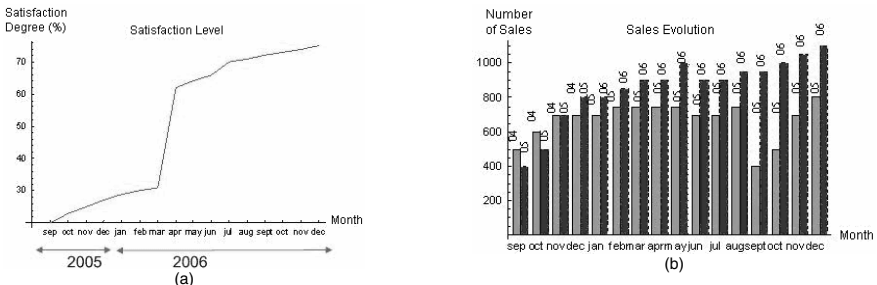 Satisfaction
Degree (%)
Satisfaction Level
70
60
50
40
30
Month
sep oct nov dec jan feb mar apr may jun jul aug sept oct nov dec
2005 2006
(a)
Number
of Sales
Sales Evolution
1000
800
600
400
200
04 05 04 05 04 05 04 05 05 06 05 06 05 06 05 06 05 06 05 06 05 06 05 06 05 06 05 06 05 06 05 06
Month
sep oct nov dec jan feb mar aprm ay jun jul aug sept oct nov dec
(b)